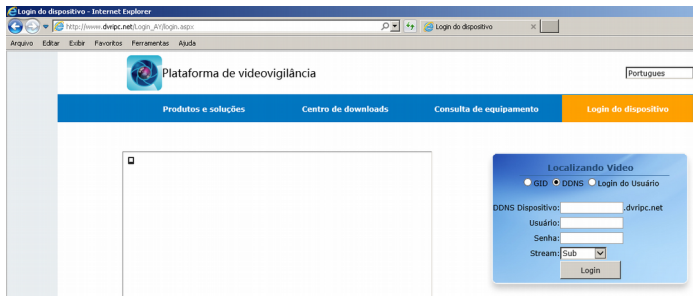 Login do dispositivo - Internet Explorer
http://www.dvripc.net/Login_AY/login.aspx
Login do dispositivo
Arquivo Editar Exibir Favoritos Ferramentas Ajuda
Plataforma de videovigilância
Portugues
Produtos e soluções Centro de downloads Consulta de equipamento Login do dispositivo
Localizando Video
GID DDNS Login do Usuário
DDNS Dispositivo: .dvripc.net
Usuário:
Senha:
Stream: Sub
Login